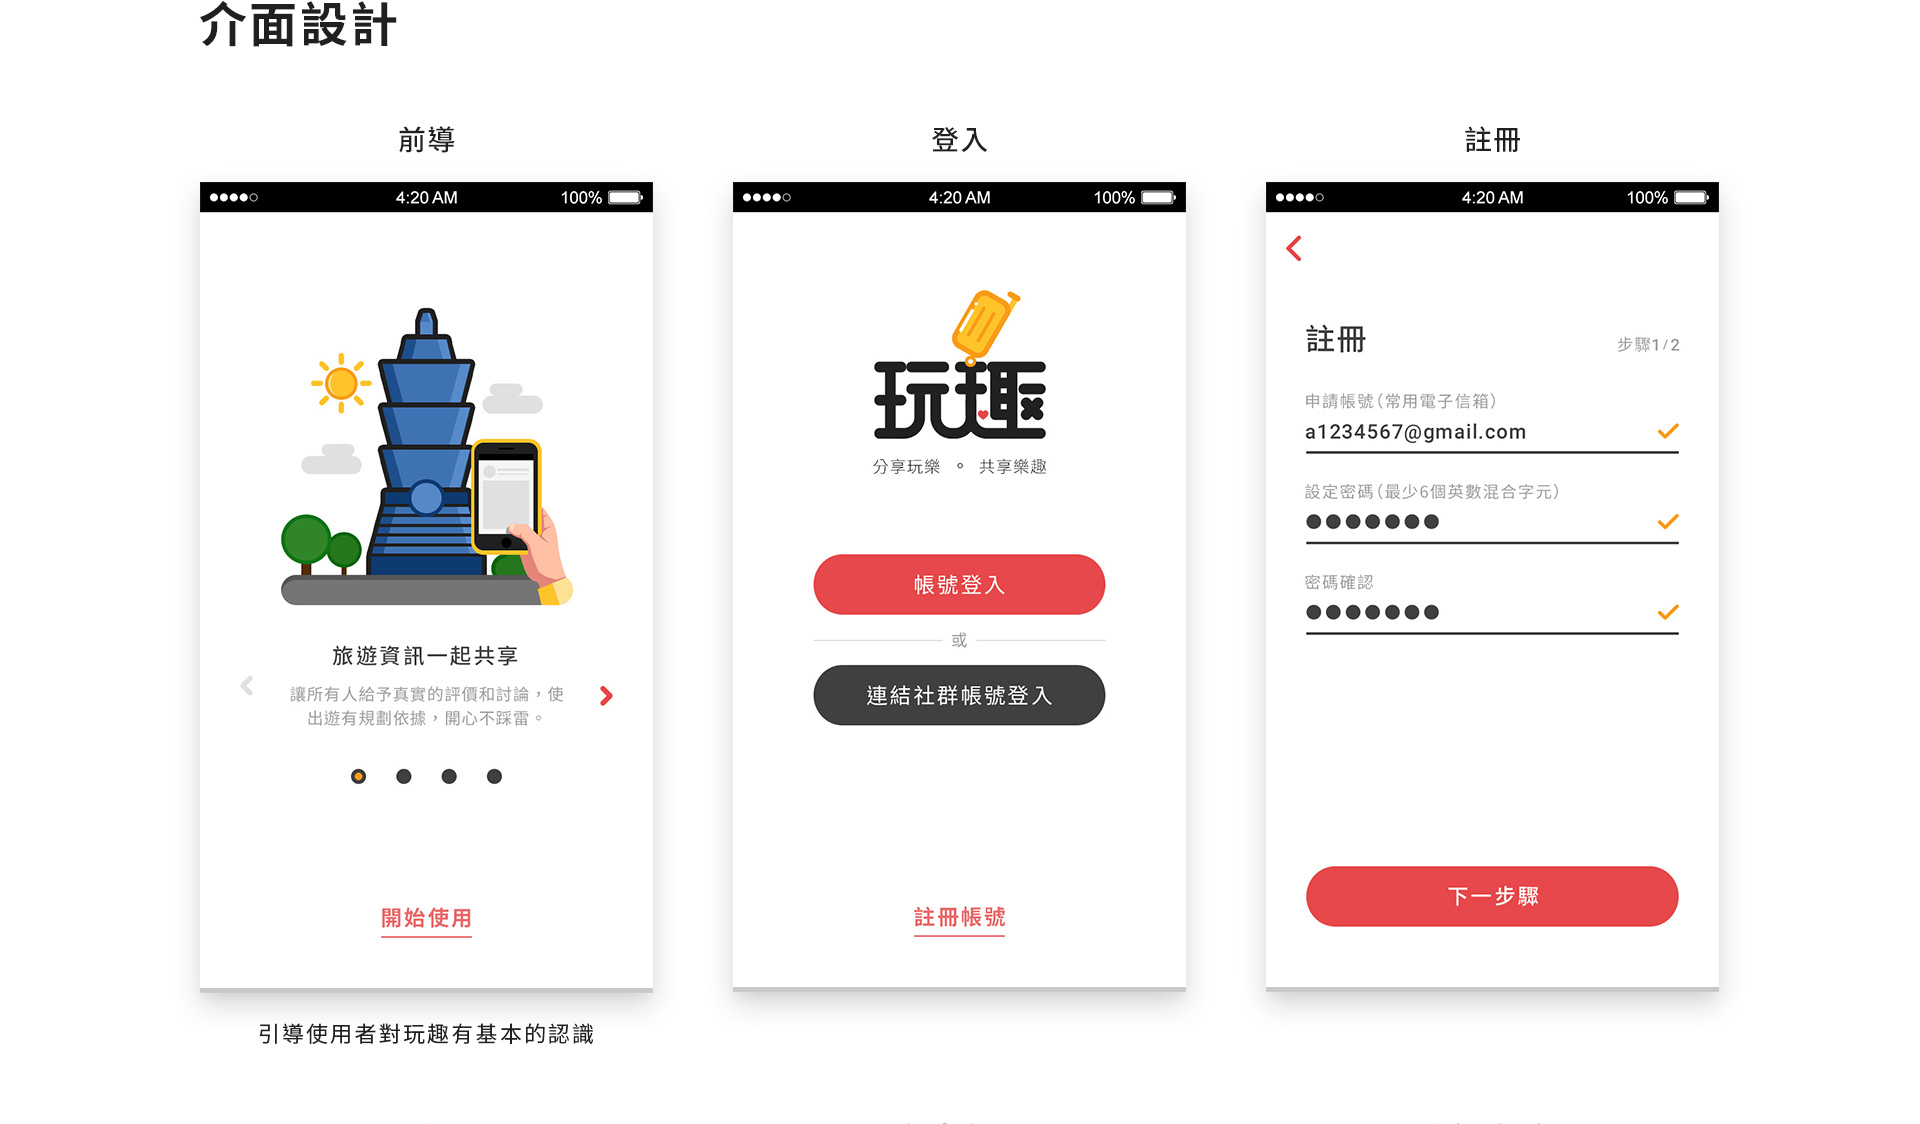 介面設計
前導
登入
註冊
4:20 AM
100%
4:20 AM
100%
4:20 AM
100%
旅遊資訊一起共享
讓所有人給予真實的評價和討論，使
出遊有規劃依據，開心不踩雷。
開始使用
引導使用者對玩趣有基本的認識
玩趣
分享玩樂 。 共享樂趣
帳號登入
或
連結社群帳號登入
註冊帳號
註冊
步驟1/2
申請帳號(常用電子信箱)
a1234567@gmail.com
設定密碼(最少6個英數混合字元)
密碼確認
下一步驟